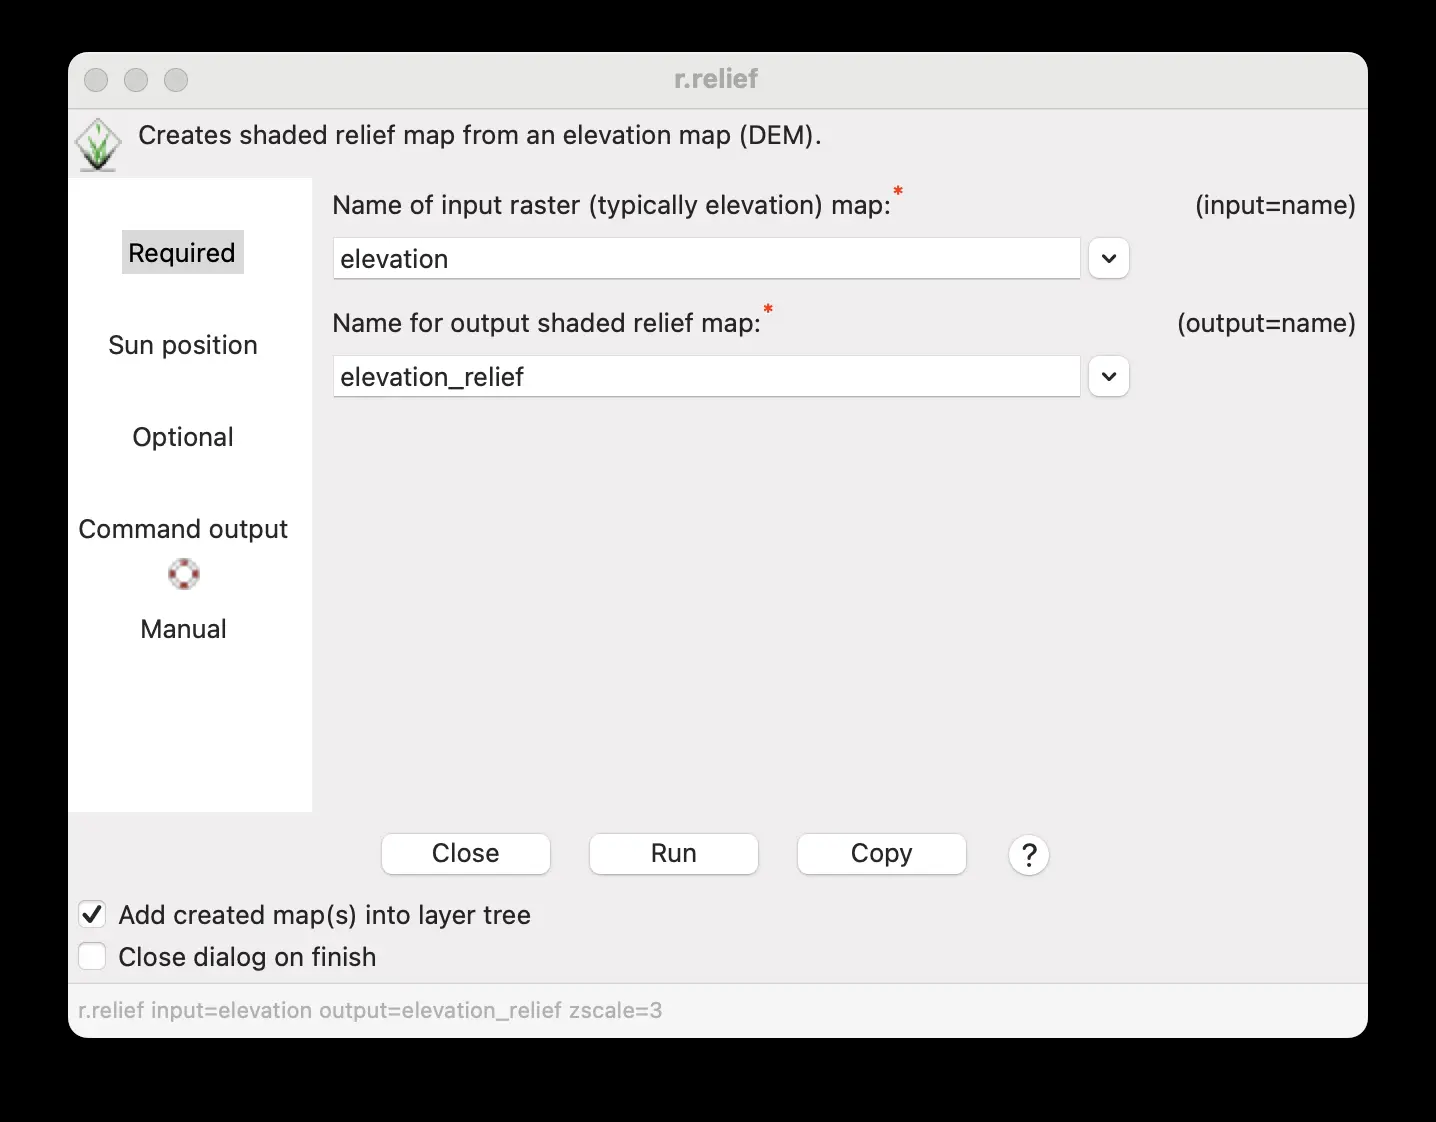 r.relief
Creates shaded relief map from an elevation map (DEM).
Required
Sun position
Optional
Command output
Manual
Name of input raster (typically elevation) map:* (input=name)
elevation
Name for output shaded relief map:* (output=name)
elevation_relief
Close Run Copy ?
Add created map(s) into layer tree
Close dialog on finish
r.relief input=elevation output=elevation_relief zscale=3